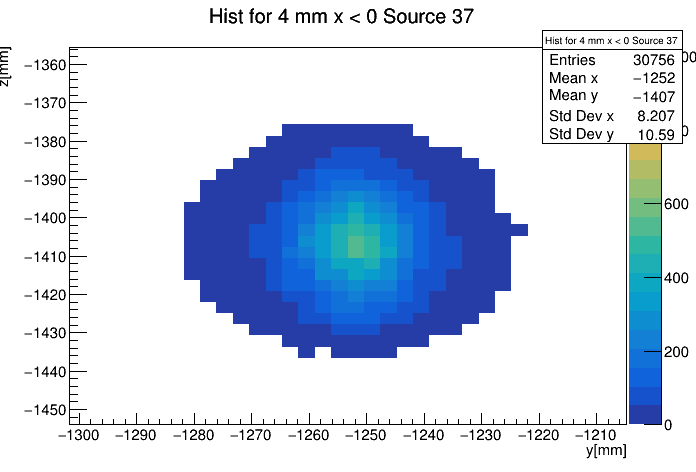 Hist for 4 mm x < 0 Source 37
Hist for 4 mm x < 0 Source 37
Entries 30756
Mean x −1252
Mean y −1407
Std Dev x 8.207
Std Dev y 10.59
z[mm]
−1360
−1370
−1380
−1390
−1400
−1410
−1420
−1430
−1440
−1450
600
400
200
0
−1300 −1290 −1280 −1270 −1260 −1250 −1240 −1230 −1220 −1210
y[mm]